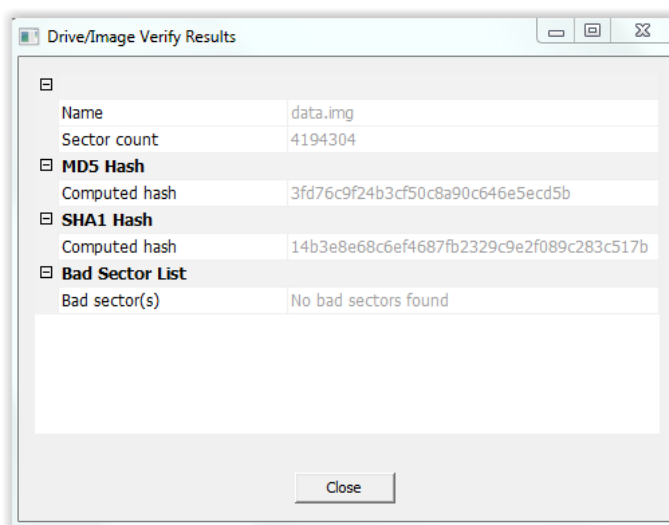 Drive/Image Verify Results
Name data.img
Sector count 4194304
MD5 Hash
Computed hash 3fd76c9f24b3cf50c8a90c646e5ecd5b
SHA1 Hash
Computed hash 14b3e8e68c6ef4687fb2329c9e2f089c283c517b
Bad Sector List
Bad sector(s) No bad sectors found
Close